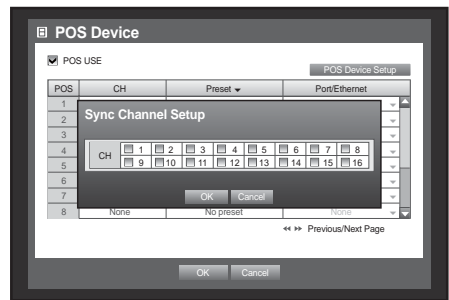 POS Device
POS USE
POS Device Setup
POS CH Preset Port/Ethernet
1
2
3
4
5
6
7
8 None No preset None
Sync Channel Setup
CH 1 2 3 4 5 6 7 8
9 10 11 12 13 14 15 16
OK Cancel
Previous/Next Page
OK Cancel